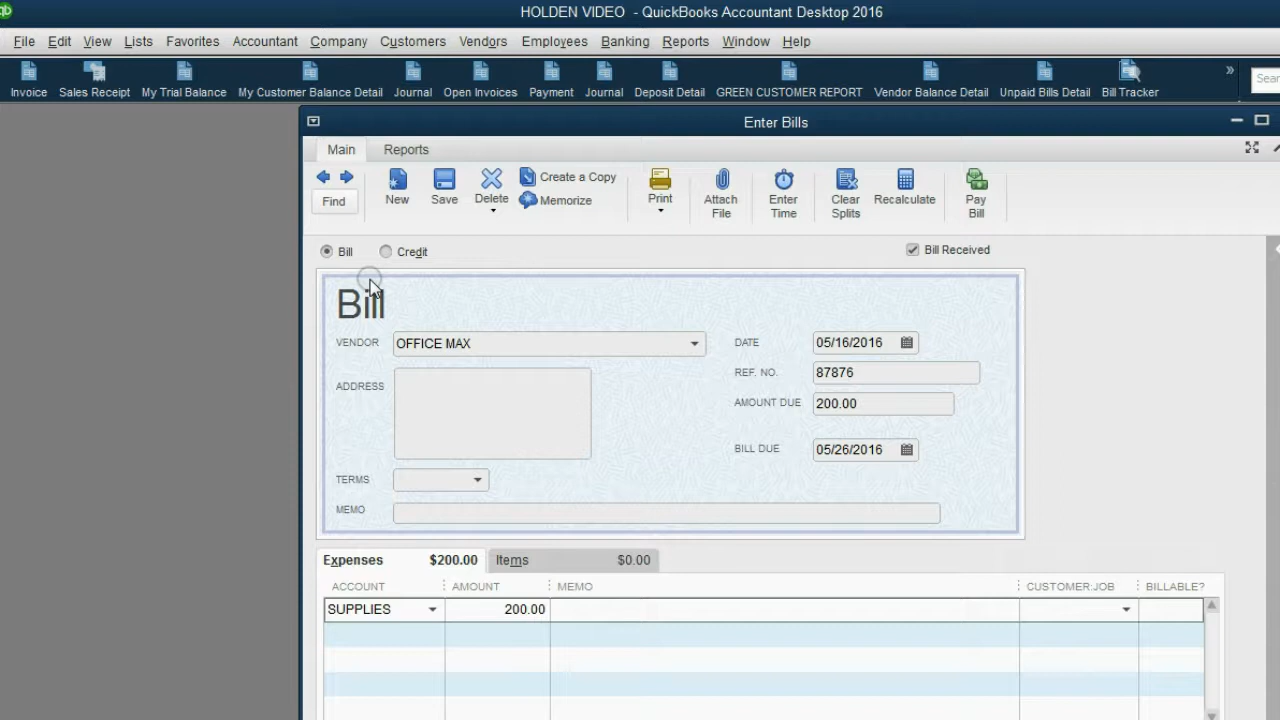 HOLDEN VIDEO - QuickBooks Accountant Desktop 2016
File Edit View Lists Favorites Accountant Company Customers Vendors Employees Banking Reports Window Help
Invoice Sales Receipt My Trial Balance My Customer Balance Detail Journal Open Invoices Payment Journal Deposit Detail GREEN CUSTOMER REPORT Vendor Balance Detail Unpaid Bills Detail Bill Tracker »
Enter Bills
Main Reports
Find New Save Delete Create a Copy
Memorize
Print Attach File Enter Time Clear Splits Recalculate Pay Bill
Bill Credit Bill Received
Bill
VENDOR OFFICE MAX DATE 05/16/2016
REF. NO. 87876
ADDRESS AMOUNT DUE 200.00
BILL DUE 05/26/2016
TERMS
MEMO
Expenses $200.00 Items $0.00
ACCOUNT AMOUNT MEMO CUSTOMER:JOB BILLABLE?
SUPPLIES 200.00